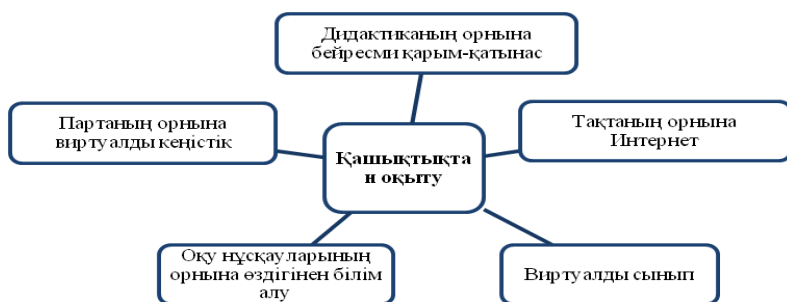 Дидактиканың орнына
бейресми қарым-қатынас
Партаның орнына
виртуалды кеңістік
Тақтаның орнына
Интернет
Қашықтықта
н оқыту
Оқу нұсқауларының
орнына өздігінен білім
алу
Виртуалды сынып